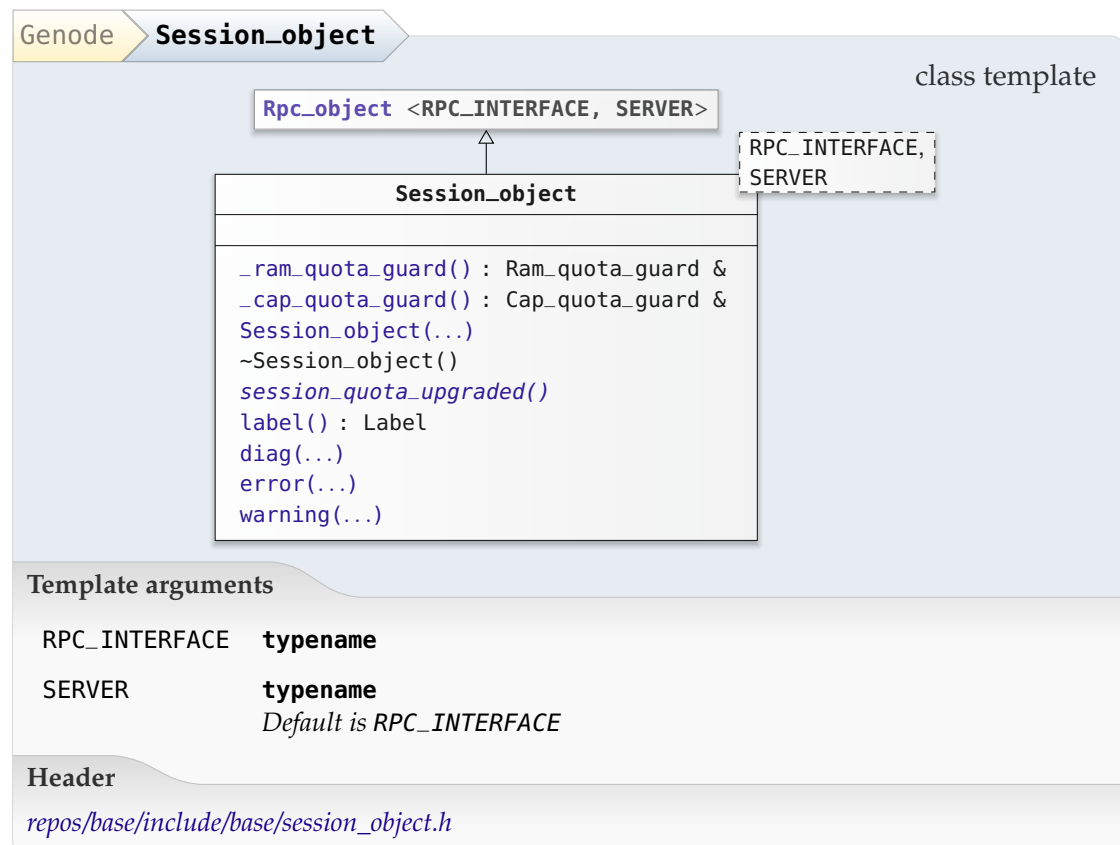 Genode Session_object
class template
Rpc_object <RPC_INTERFACE, SERVER>
RPC_INTERFACE,
SERVER
Session_object
_ram_quota_guard() : Ram_quota_guard &
_cap_quota_guard() : Cap_quota_guard &
Session_object(...)
~Session_object()
session_quota_upgraded()
label() : Label
diag(...)
error(...)
warning(...)
Template arguments
RPC_INTERFACE typename
SERVER typename
Default is RPC_INTERFACE
Header
repos/base/include/base/session_object.h